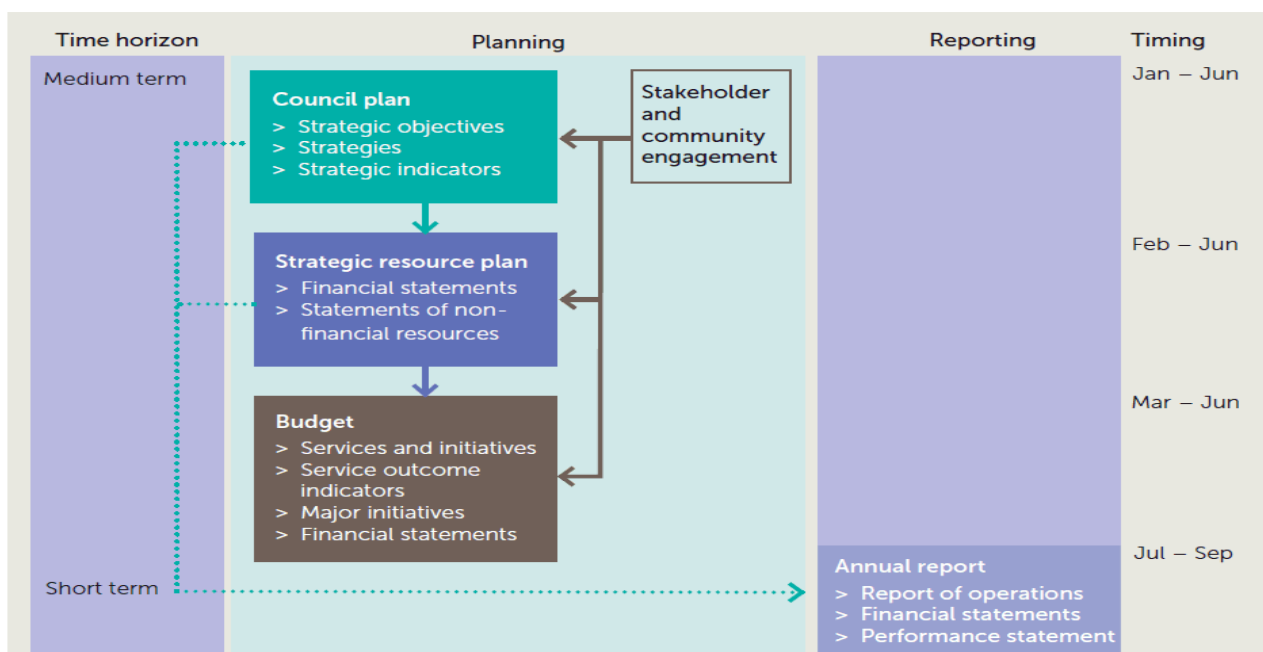 Time horizon
Planning
Reporting
Timing
Medium term
Council plan
> Strategic objectives
> Strategies
> Strategic indicators
Stakeholder
and
community
engagement
Jan – Jun
Strategic resource plan
> Financial statements
> Statements of non-
financial resources
Feb – Jun
Budget
> Services and initiatives
> Service outcome
indicators
> Major initiatives
> Financial statements
Mar – Jun
Short term
Annual report
> Report of operations
> Financial statements
> Performance statement
Jul – Sep